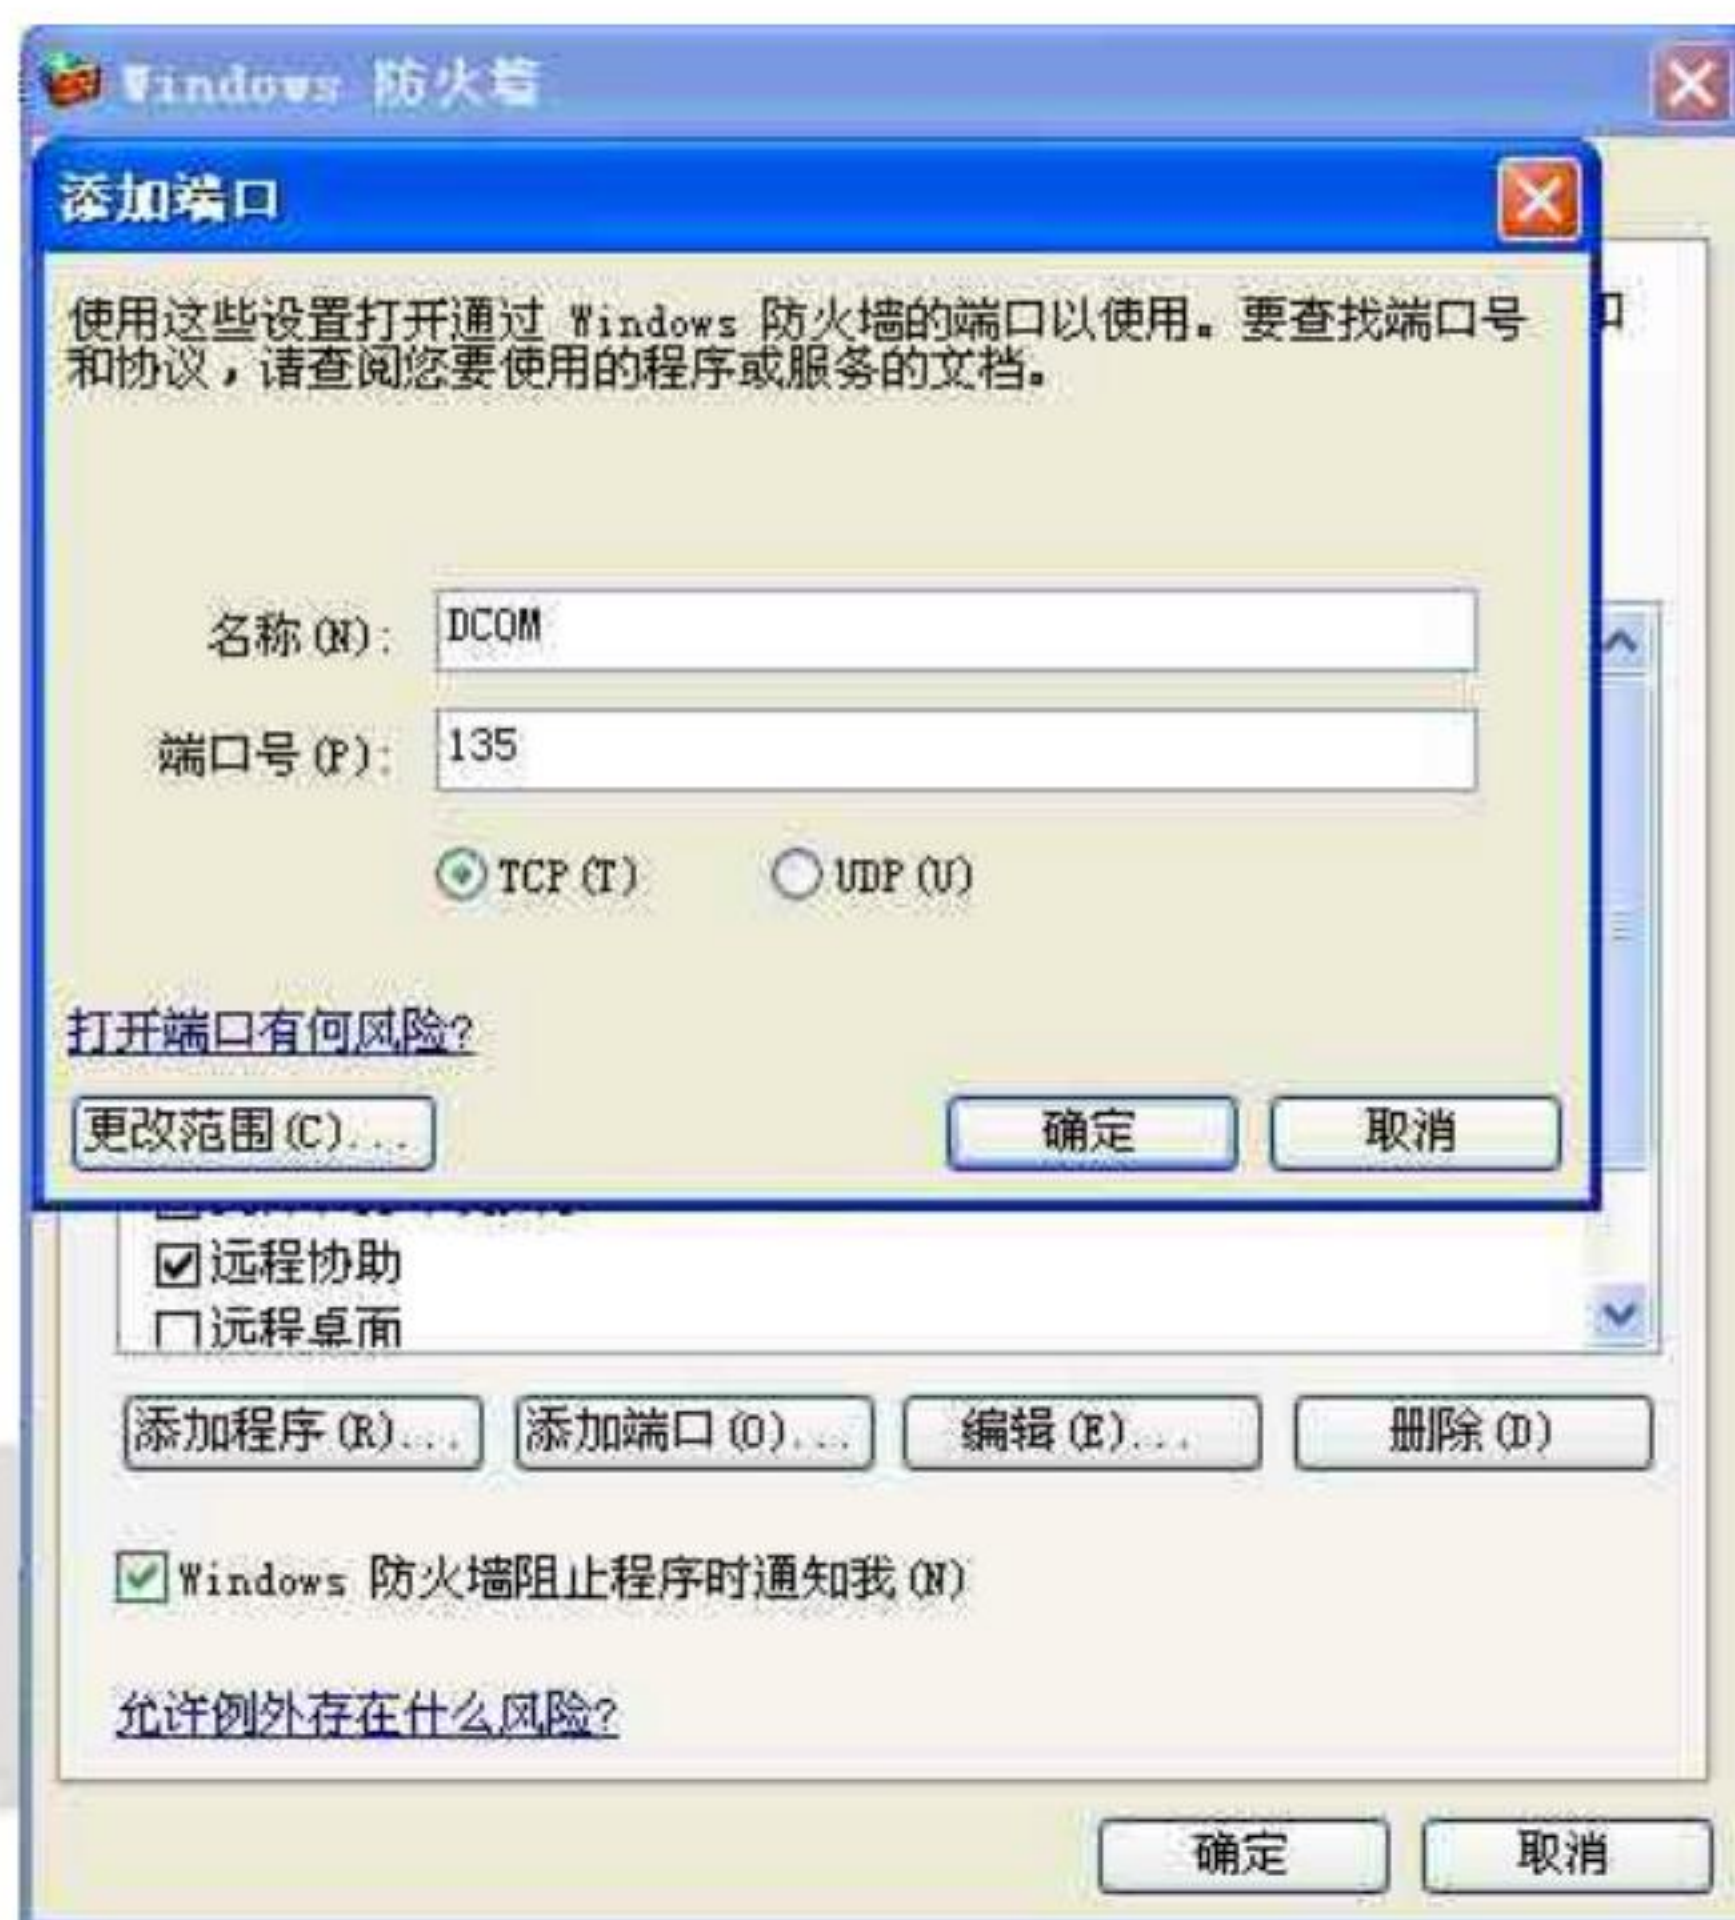 Windows 防火墙
添加端口
使用这些设置打开通过 Windows 防火墙的端口以使用。要查找端口号
和协议，请查阅您要使用的程序或服务的文档。
名称(N):
DCOM
端口号(P):
135
TCP(T)
UDP(U)
打开端口有何风险?
更改范围(C)...
确定
取消
远程协助
远程桌面
添加程序(R)...
添加端口(O)...
编辑(E)...
删除(D)
Windows 防火墙阻止程序时通知我(N)
允许例外存在什么风险?
确定
取消